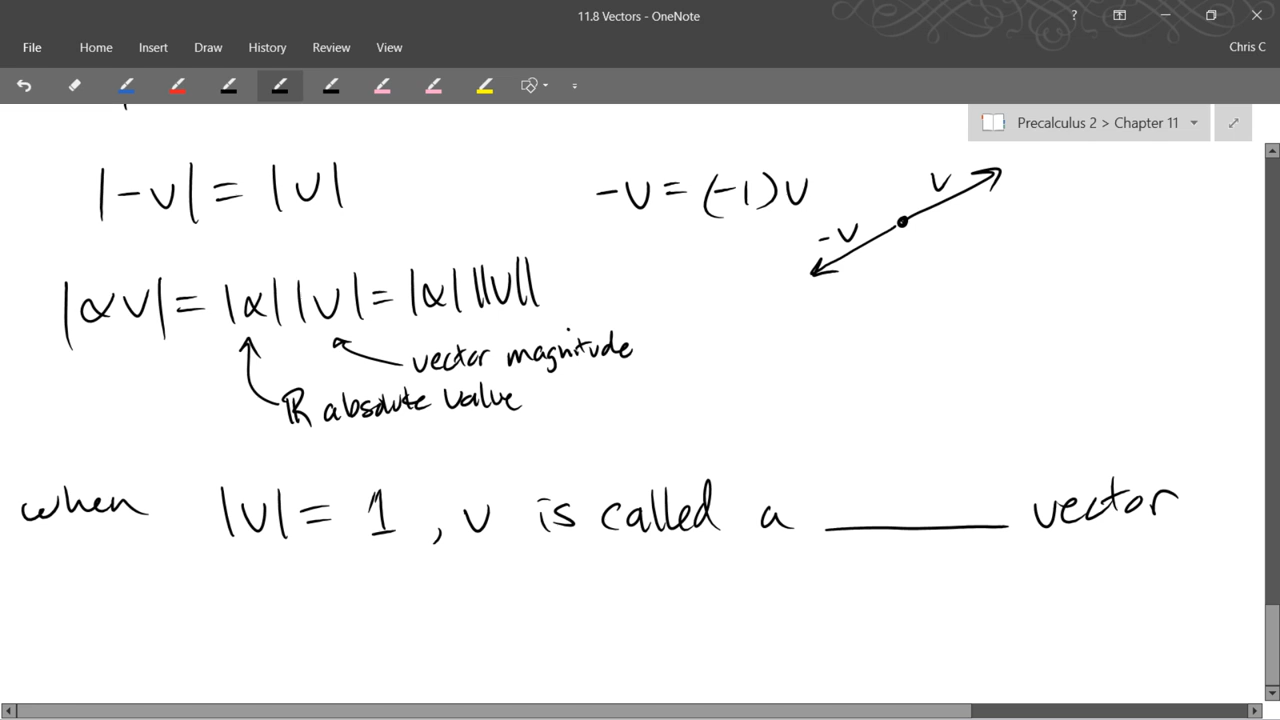 11.8 Vectors - OneNote
?
File Home Insert Draw History Review View
Chris C
Precalculus 2 > Chapter 11
|-v| = |v|
-v = (-1)v
v
-v
|αv| = |α| |v| = |α| ||v||
vector magnitude
ℝ absolute value
when |v| = 1, v is called a ______ vector